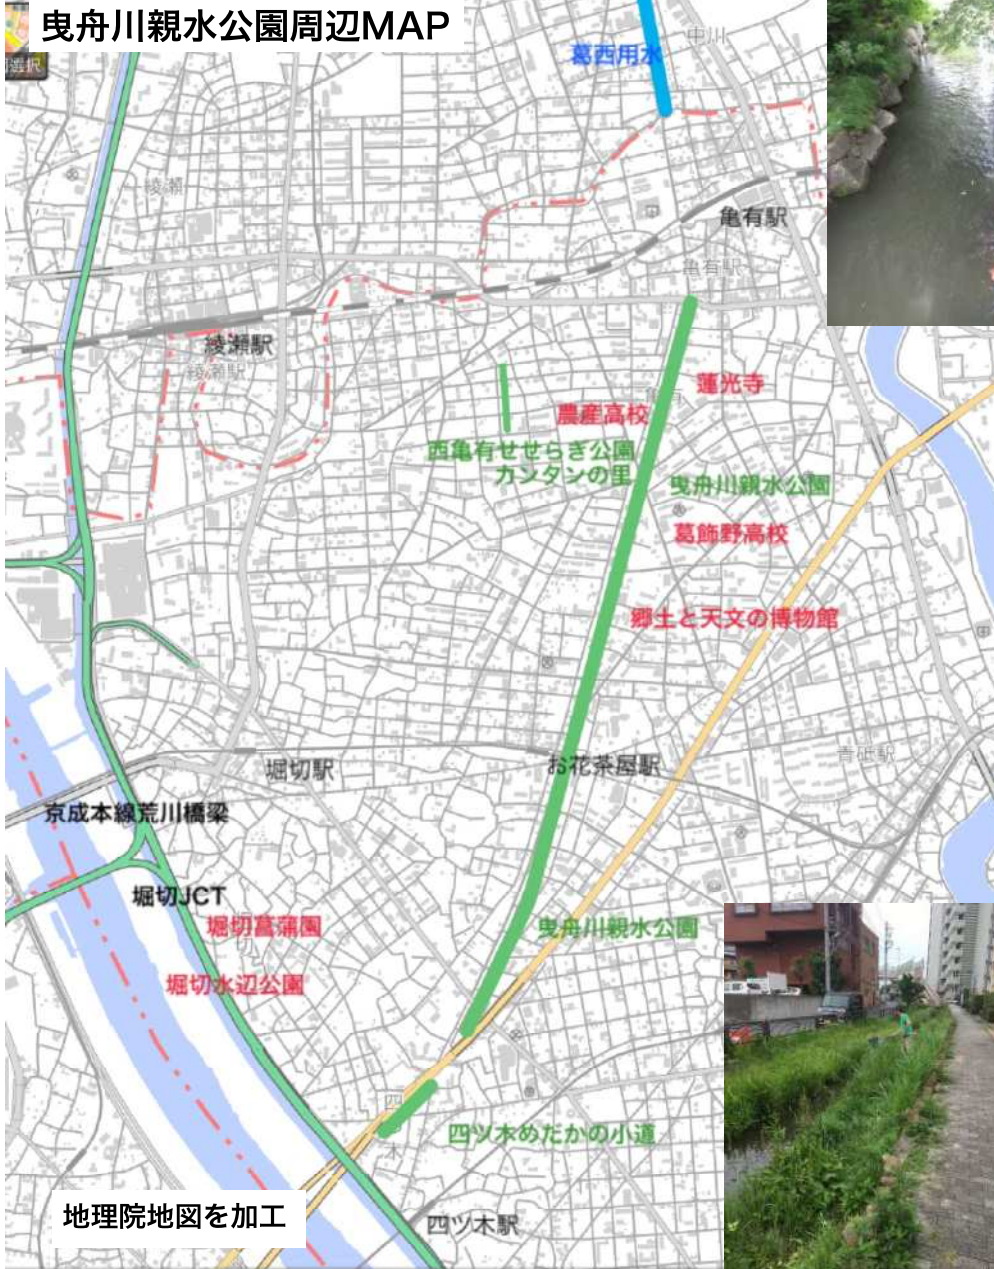 曳舟川親水公園周辺MAP
選択
葛西用水
中川
綾瀬
亀有駅
亀有駅
綾瀬駅
綾瀬駅
蓮光寺
亀有
農産高校
西亀有せせらぎ公園
カンタンの里
曳舟川親水公園
葛飾野高校
郷土と天文の博物館
青砥駅
お花茶屋駅
堀切駅
京成本線荒川橋梁
堀切JCT
堀切菖蒲園
曳舟川親水公園
堀切水辺公園
四ツ木めだかの小道
地理院地図を加工
四ツ木駅